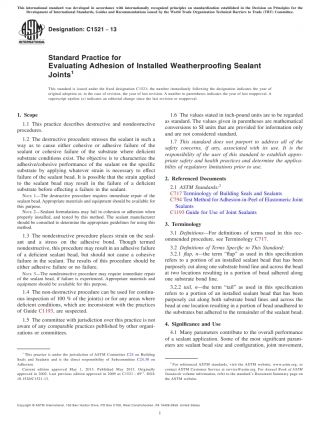 This international standard was developed in accordance with internationally recognized principles on standardization established in the Decision on Principles for the
Development of International Standards, Guides and Recommendations issued by the World Trade Organization Technical Barriers to Trade (TBT) Committee.
Designation: C1521 − 13
Standard Practice for
Evaluating Adhesion of Installed Weatherproofing Sealant
Joints1
This standard is issued under the fixed designation C1521; the number immediately following the designation indicates the year of
original adoption or, in the case of revision, the year of last revision. A number in parentheses indicates the year of last reapproval. A
superscript epsilon (ε) indicates an editorial change since the last revision or reapproval.
1. Scope
1.1 This practice describes destructive and nondestructive
procedures.
1.2 The destructive procedure stresses the sealant in such a
way as to cause either cohesive or adhesive failure of the
sealant or cohesive failure of the substrate where deficient
substrate conditions exist. The objective is to characterize the
adhesive/cohesive performance of the sealant on the specific
substrate by applying whatever strain is necessary to effect
failure of the sealant bead. It is possible that the strain applied
to the sealant bead may result in the failure of a deficient
substrate before effecting a failure in the sealant.
NOTE 1—The destructive procedure requires immediate repair of the
sealant bead. Appropriate materials and equipment should be available for
this purpose.
NOTE 2—Sealant formulations may fail in cohesion or adhesion when
properly installed, and tested by this method. The sealant manufacturer
should be consulted to determine the appropriate guidelines for using this
method.
1.3 The nondestructive procedure places strain on the seal-
ant and a stress on the adhesive bond. Though termed
nondestructive, this procedure may result in an adhesive failure
of a deficient sealant bead, but should not cause a cohesive
failure in the sealant. The results of this procedure should be
either adhesive failure or no failure.
NOTE 3—The nondestructive procedure may require immediate repair
of the sealant bead, if failure is experienced. Appropriate materials and
equipment should be available for this purpose.
1.4 The non-destructive procedure can be used for continu-
ous inspection of 100 % of the joint(s) or for any areas where
deficient conditions, which are inconsistent with the practices
of Guide C1193, are suspected.
1.5 The committee with jurisdiction over this practice is not
aware of any comparable practices published by other organi-
zations or committees.
1 This practice is under the jurisdiction of ASTM Committee C24 on Building
Seals and Sealants and is the direct responsibility of Subcommittee C24.30 on
Adhesion.
Current edition approved May 1, 2013. Published May 2013. Originally
DOI:
10.1520/C1521-13.
1.6 The values stated in inch-pound units are to be regarded
as standard. The values given in parentheses are mathematical
conversions to SI units that are provided for information only
and are not considered standard.
1.7 This standard does not purport to address all of the
safety concerns, if any, associated with its use. It is the
responsibility of the user of this standard to establish appro-
priate safety and health practices and determine the applica-
bility of regulatory limitations prior to use.
2. Referenced Documents
2.1 ASTM Standards:2
C717 Terminology of Building Seals and Sealants
C794 Test Method for Adhesion-in-Peel of Elastomeric Joint
Sealants
C1193 Guide for Use of Joint Sealants
3. Terminology
3.1 Definitions—For definitions of terms used in this rec-
ommended procedure, see Terminology C717.
3.2 Definitions of Terms Specific to This Standard:
3.2.1 flap, n—the term “flap” as used in this specification
refers to a portion of an installed sealant bead that has been
purposely cut along one substrate bond line and across the bead
at two locations resulting in a portion of bead adhered along
one substrate bond line.
3.2.2 tail, n—the term “tail” as used in this specification
refers to a portion of an installed sealant bead that has been
purposely cut along both substrate bond lines and across the
bead at one location resulting in a portion of bead unadhered to
the substrates but adhered to the remainder of the sealant bead.
4. Significance and Use
4.1 Many parameters contribute to the overall performance
of a sealant application. Some of the most significant param-
eters are sealant bead size and configuration, joint movement,
2 For referenced ASTM standards, visit the ASTM website, www.astm.org, or
contact ASTM Customer Service at service@astm.org. For Annual Book of ASTM
Standards volume information, refer to the standard’s Document Summary page on
the ASTM website.
Copyright © ASTM International, 100 Barr Harbor Drive, PO Box C700, West Conshohocken, PA 19428-2959. United States
1